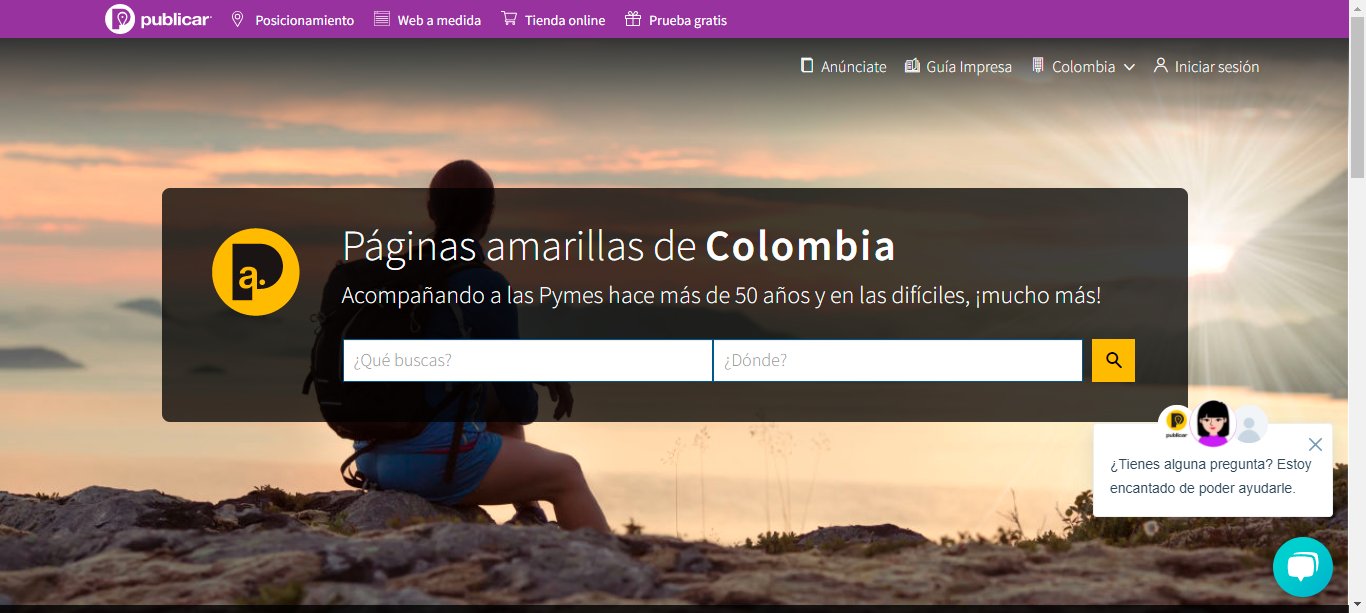 publicar Posicionamiento Web a medida Tienda online Prueba gratis
Anúnciate Guía Impresa Colombia Iniciar sesión
Páginas amarillas de Colombia
a.
Acompañando a las Pymes hace más de 50 años y en las difíciles, ¡mucho más!
¿Qué buscas? ¿Dónde?
publicar
¿Tienes alguna pregunta? Estoy
encantado de poder ayudarle.